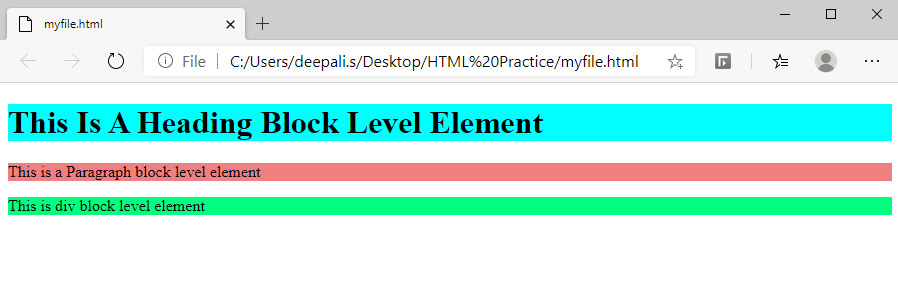 myfile.html
File | C:/Users/deepali.s/Desktop/HTML%20Practice/myfile.html
This Is A Heading Block Level Element
This is a Paragraph block level element
This is div block level element